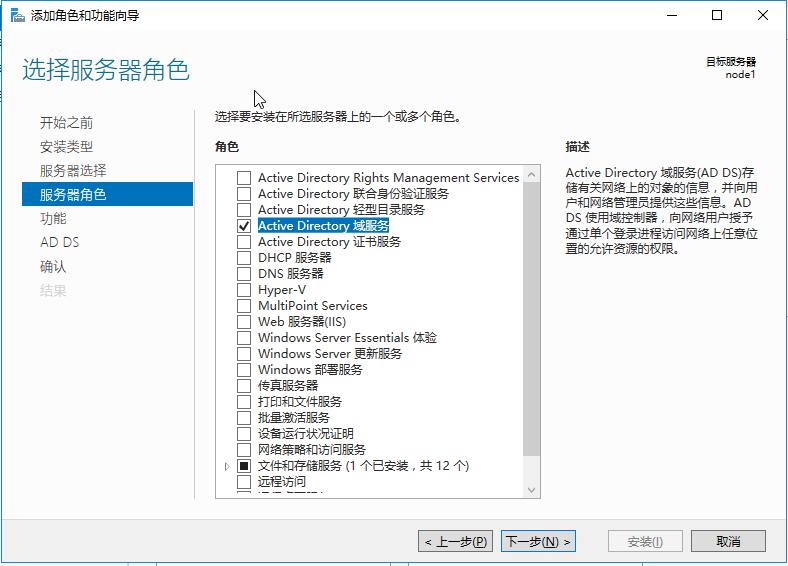 添加角色和功能向导
选择服务器角色
目标服务器
node1
开始之前
安装类型
服务器选择
服务器角色
功能
AD DS
确认
结果
选择要安装在所选服务器上的一个或多个角色。
角色
Active Directory Rights Management Services
Active Directory 联合身份验证服务
Active Directory 轻型目录服务
Active Directory 域服务
Active Directory 证书服务
DHCP 服务器
DNS 服务器
Hyper-V
MultiPoint Services
Web 服务器(IIS)
Windows Server Essentials 体验
Windows Server 更新服务
Windows 部署服务
传真服务器
打印和文件服务
批量激活服务
设备运行状况证明
网络策略和访问服务
文件和存储服务 (1 个已安装，共 12 个)
远程访问
描述
Active Directory 域服务(AD DS)存
储有关网络上的对象的信息，并向用
户和网络管理员提供这些信息。AD
DS 使用域控制器，向网络用户授予
通过单个登录进程访问网络上任意位
置的允许资源的权限。
< 上一步(P)
下一步(N) >
安装(I)
取消